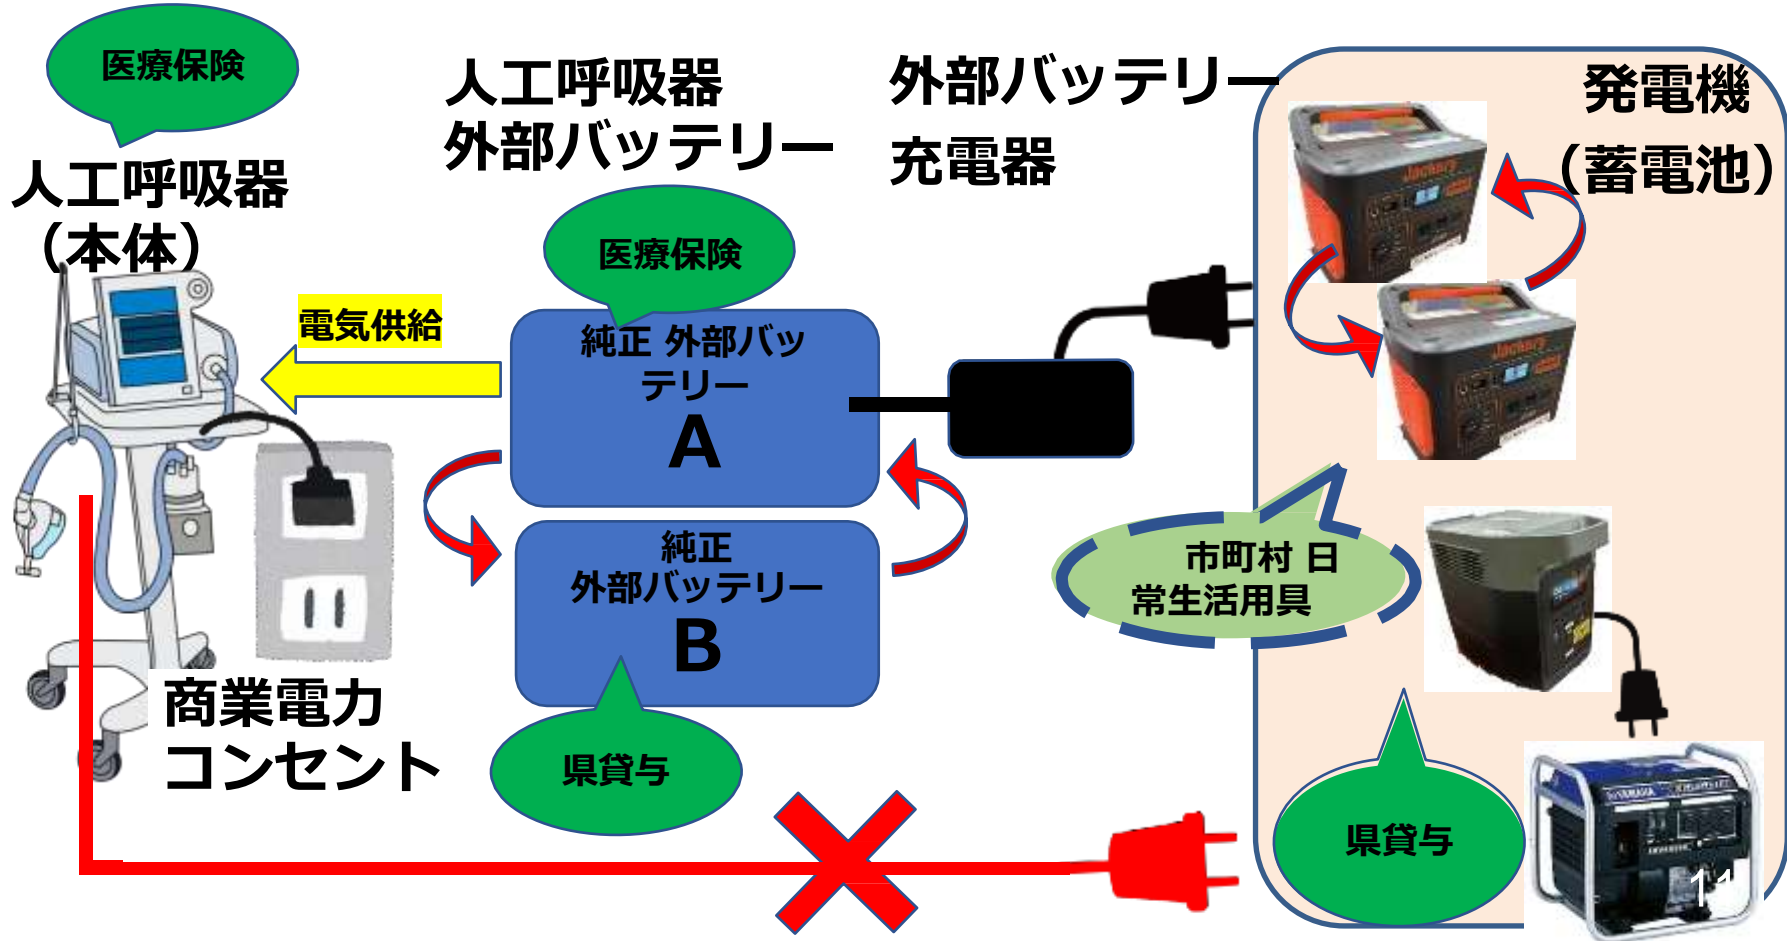 医療保険
人工呼吸器
（本体）
人工呼吸器
外部バッテリー
医療保険
電気供給
純正 外部バッ
テリー
A
純正
外部バッテリー
B
県貸与
商業電力
コンセント
外部バッテリー
充電器
発電機
（蓄電池）
Jackery
Jackery
市町村 日
常生活用具
県貸与
YAMAHA
11